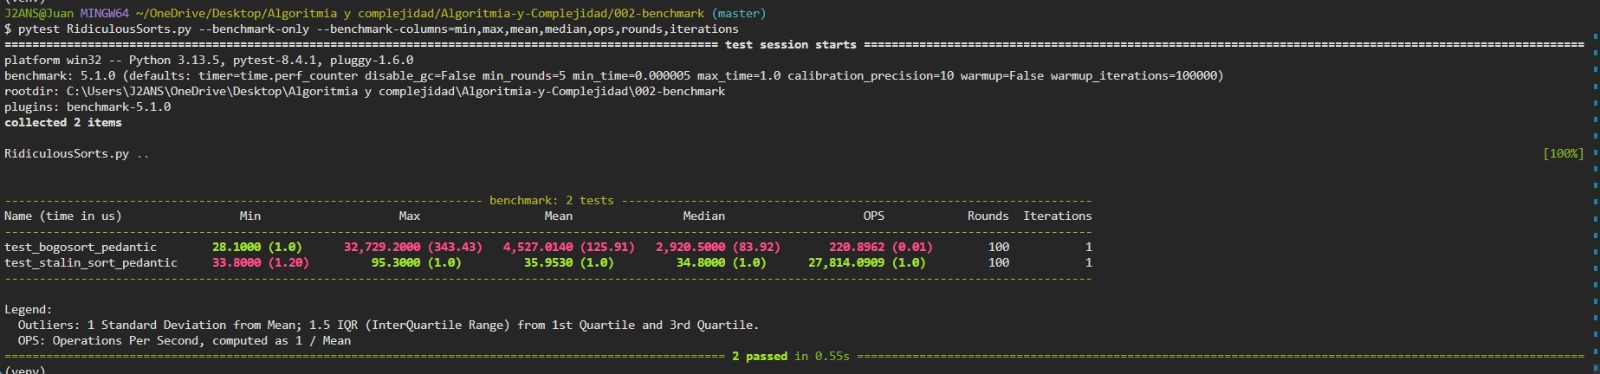 (venv)
J2ANS@Juan MINGW64 ~/OneDrive/Desktop/Algoritmia y complejidad/Algoritmia-y-Complejidad/002-benchmark (master)
$ pytest RidiculousSorts.py --benchmark-only --benchmark-columns=min,max,mean,median,ops,rounds,iterations
=================== test session starts ===================
platform win32 -- Python 3.13.5, pytest-8.4.1, pluggy-1.6.0
benchmark: 5.1.0 (defaults: timer=time.perf_counter disable_gc=False min_rounds=5 min_time=0.000005 max_time=1.0 calibration_precision=10 warmup=False warmup_iterations=100000)
rootdir: C:\Users\J2ANS\OneDrive\Desktop\Algoritmia y complejidad\Algoritmia-y-Complejidad\002-benchmark
plugins: benchmark-5.1.0
collected 2 items
RidiculousSorts.py .. [100%]
------------------- benchmark: 2 tests -------------------
Name (time in us) Min Max Mean Median OPS Rounds Iterations
-------------------
test_bogosort_pedantic 28.1000 (1.0) 32,729.2000 (343.43) 4,527.0140 (125.91) 2,920.5000 (83.92) 220.8962 (0.01) 100 1
test_stalin_sort_pedantic 33.8000 (1.20) 95.3000 (1.0) 35.9530 (1.0) 34.8000 (1.0) 27,814.0909 (1.0) 100 1
-------------------
Legend:
Outliers: 1 Standard Deviation from Mean; 1.5 IQR (InterQuartile Range) from 1st Quartile and 3rd Quartile.
OPS: Operations Per Second, computed as 1 / Mean
=================== 2 passed in 0.55s ===================
(venv)